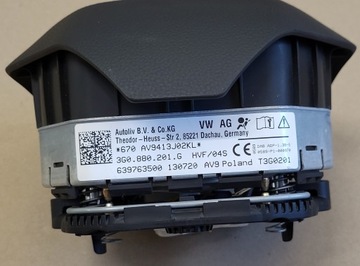 Autoliv B.V. & Co.KG VW AG
Theodor - Heuss - Str 2, 85221 Dachau, Germany
*670 AV9413J02KL*
3G0.880.201.G HVF/04S
639763500 130720 AV9 Poland T3G0201